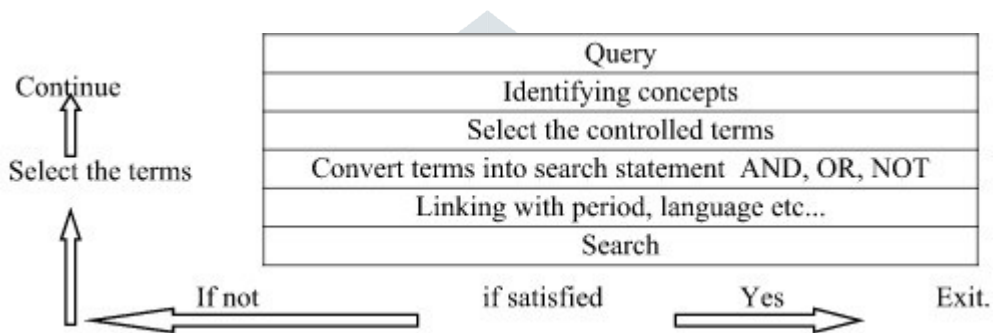 Query
Continue
Identifying concepts
Select the controlled terms
Select the terms
Convert terms into search statement AND, OR, NOT
Linking with period, language etc...
Search
If not if satisfied Yes Exit.